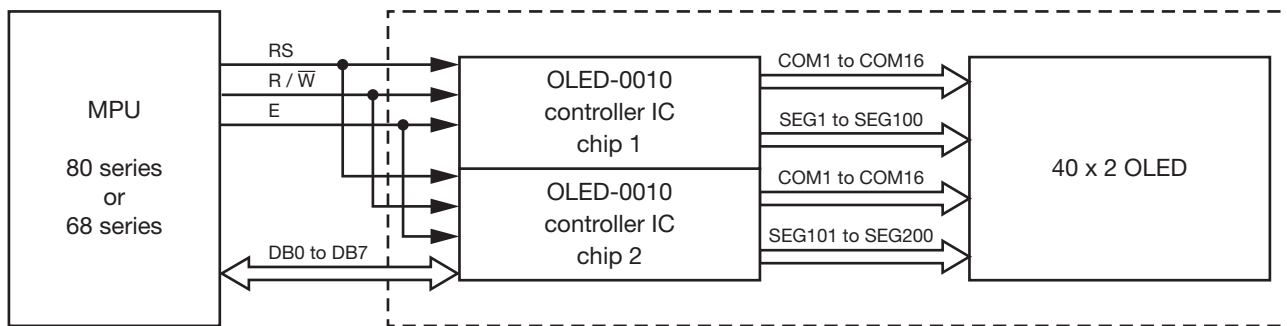 MPU
80 series
or
68 series
RS
R / W̅
E
DB0 to DB7
OLED-0010
controller IC
chip 1
OLED-0010
controller IC
chip 2
COM1 to COM16
SEG1 to SEG100
COM1 to COM16
SEG101 to SEG200
40 x 2 OLED